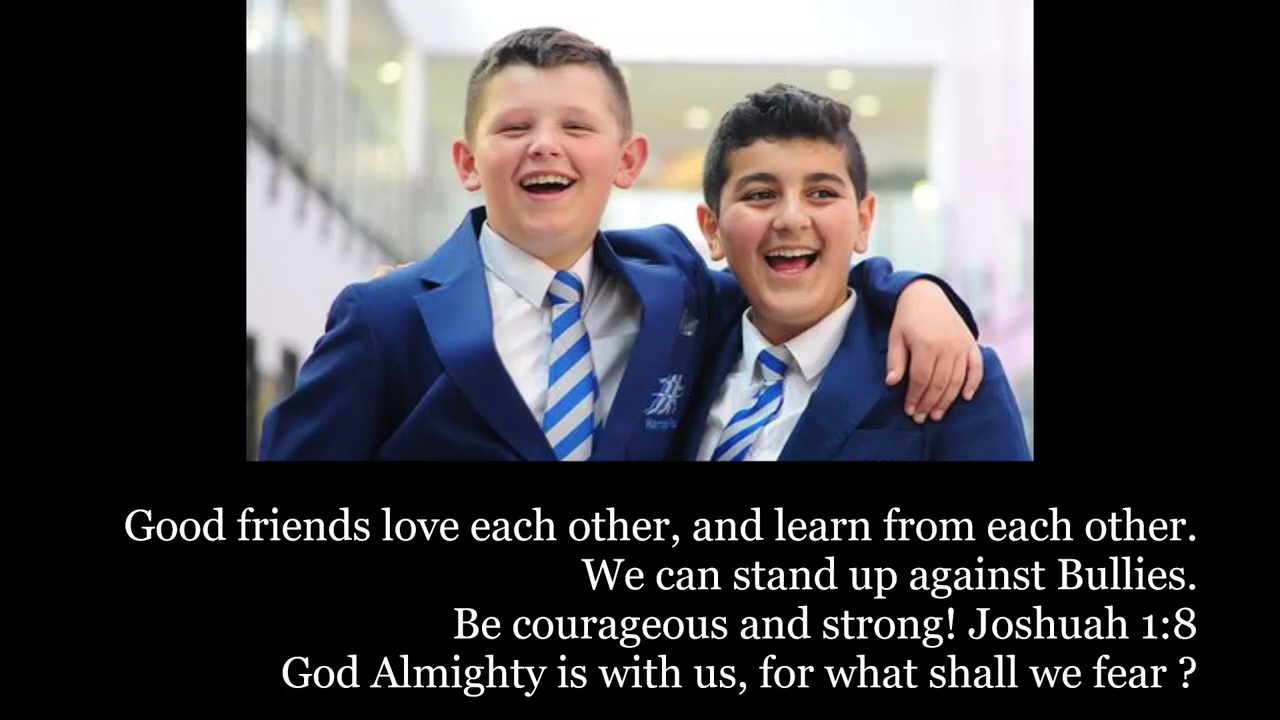 Good friends love each other, and learn from each other.
We can stand up against Bullies.
Be courageous and strong! Joshuah 1:8
God Almighty is with us, for what shall we fear ?